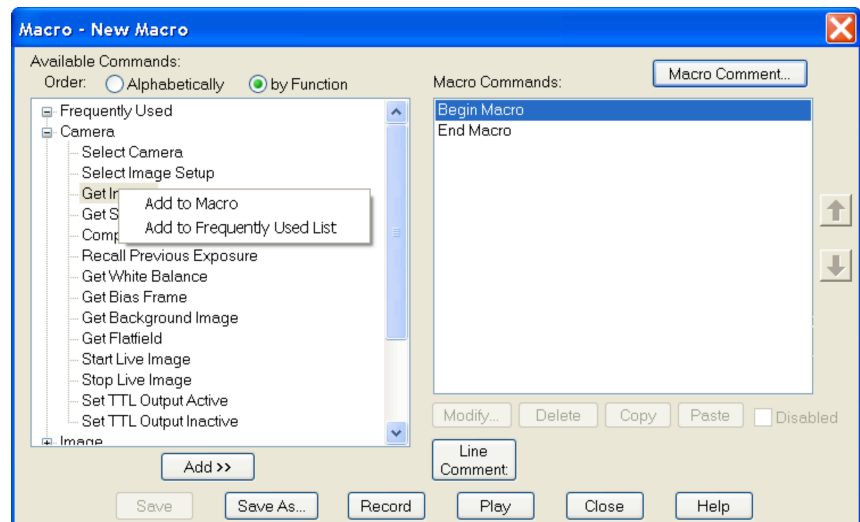 Macro - New Macro
Available Commands:
Order: Alphabetically by Function
Macro Comment...
Macro Commands:
Frequently Used
Camera
Select Camera
Select Image Setup
Get
Add to Macro
Get
Add to Frequently Used List
Recall Previous Exposure
Get White Balance
Get Bias Frame
Get Background Image
Get Flatfield
Start Live Image
Stop Live Image
Set TTL Output Active
Set TTL Output Inactive
Image
Begin Macro
End Macro
Modify... Delete Copy Paste Disabled
Add >>
Line
Comment:
Save Save As... Record Play Close Help